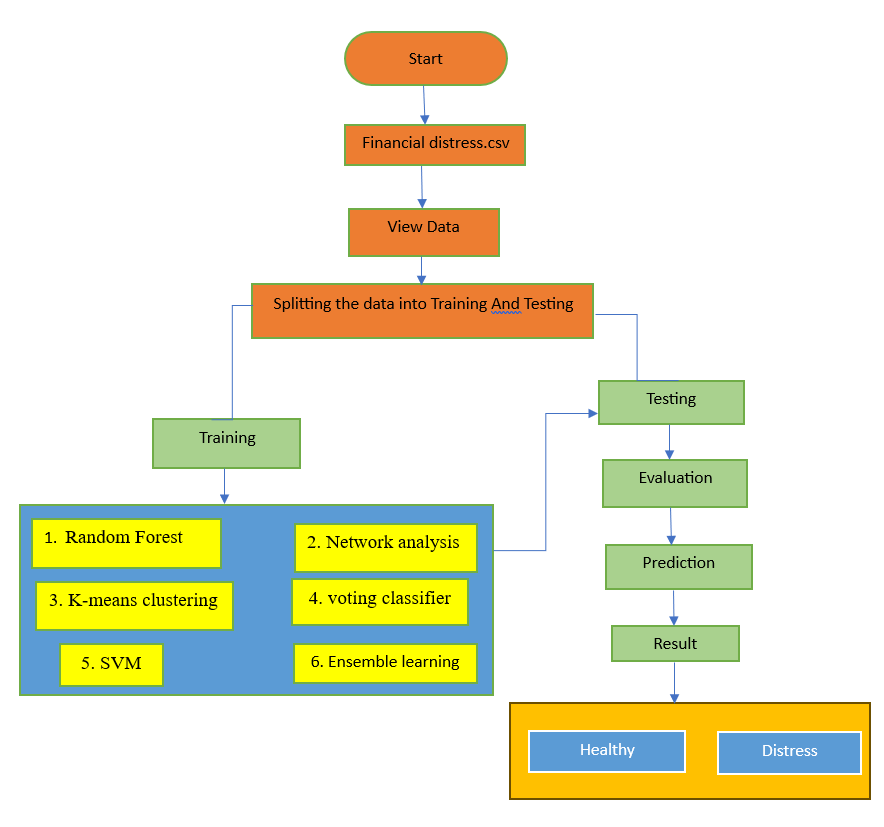 Start
Financial distress.csv
View Data
Splitting the data into Training And Testing
Training
1. Random Forest
2. Network analysis
3. K-means clustering
4. voting classifier
5. SVM
6. Ensemble learning
Testing
Evaluation
Prediction
Result
Healthy
Distress